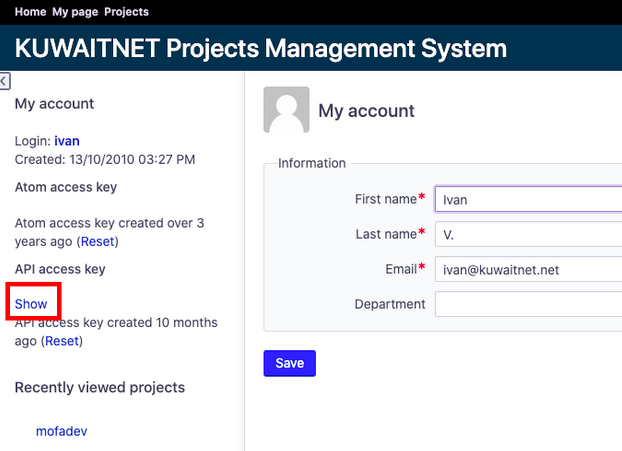 Home My page Projects
KUWAITNET Projects Management System
My account
Login: ivan
Created: 13/10/2010 03:27 PM
Atom access key
Atom access key created over 3
years ago (Reset)
API access key
Show
API access key created 10 months
ago (Reset)
Recently viewed projects
mofadev
My account
Information
First name* Ivan
Last name* V.
Email* ivan@kuwaitnet.net
Department
Save